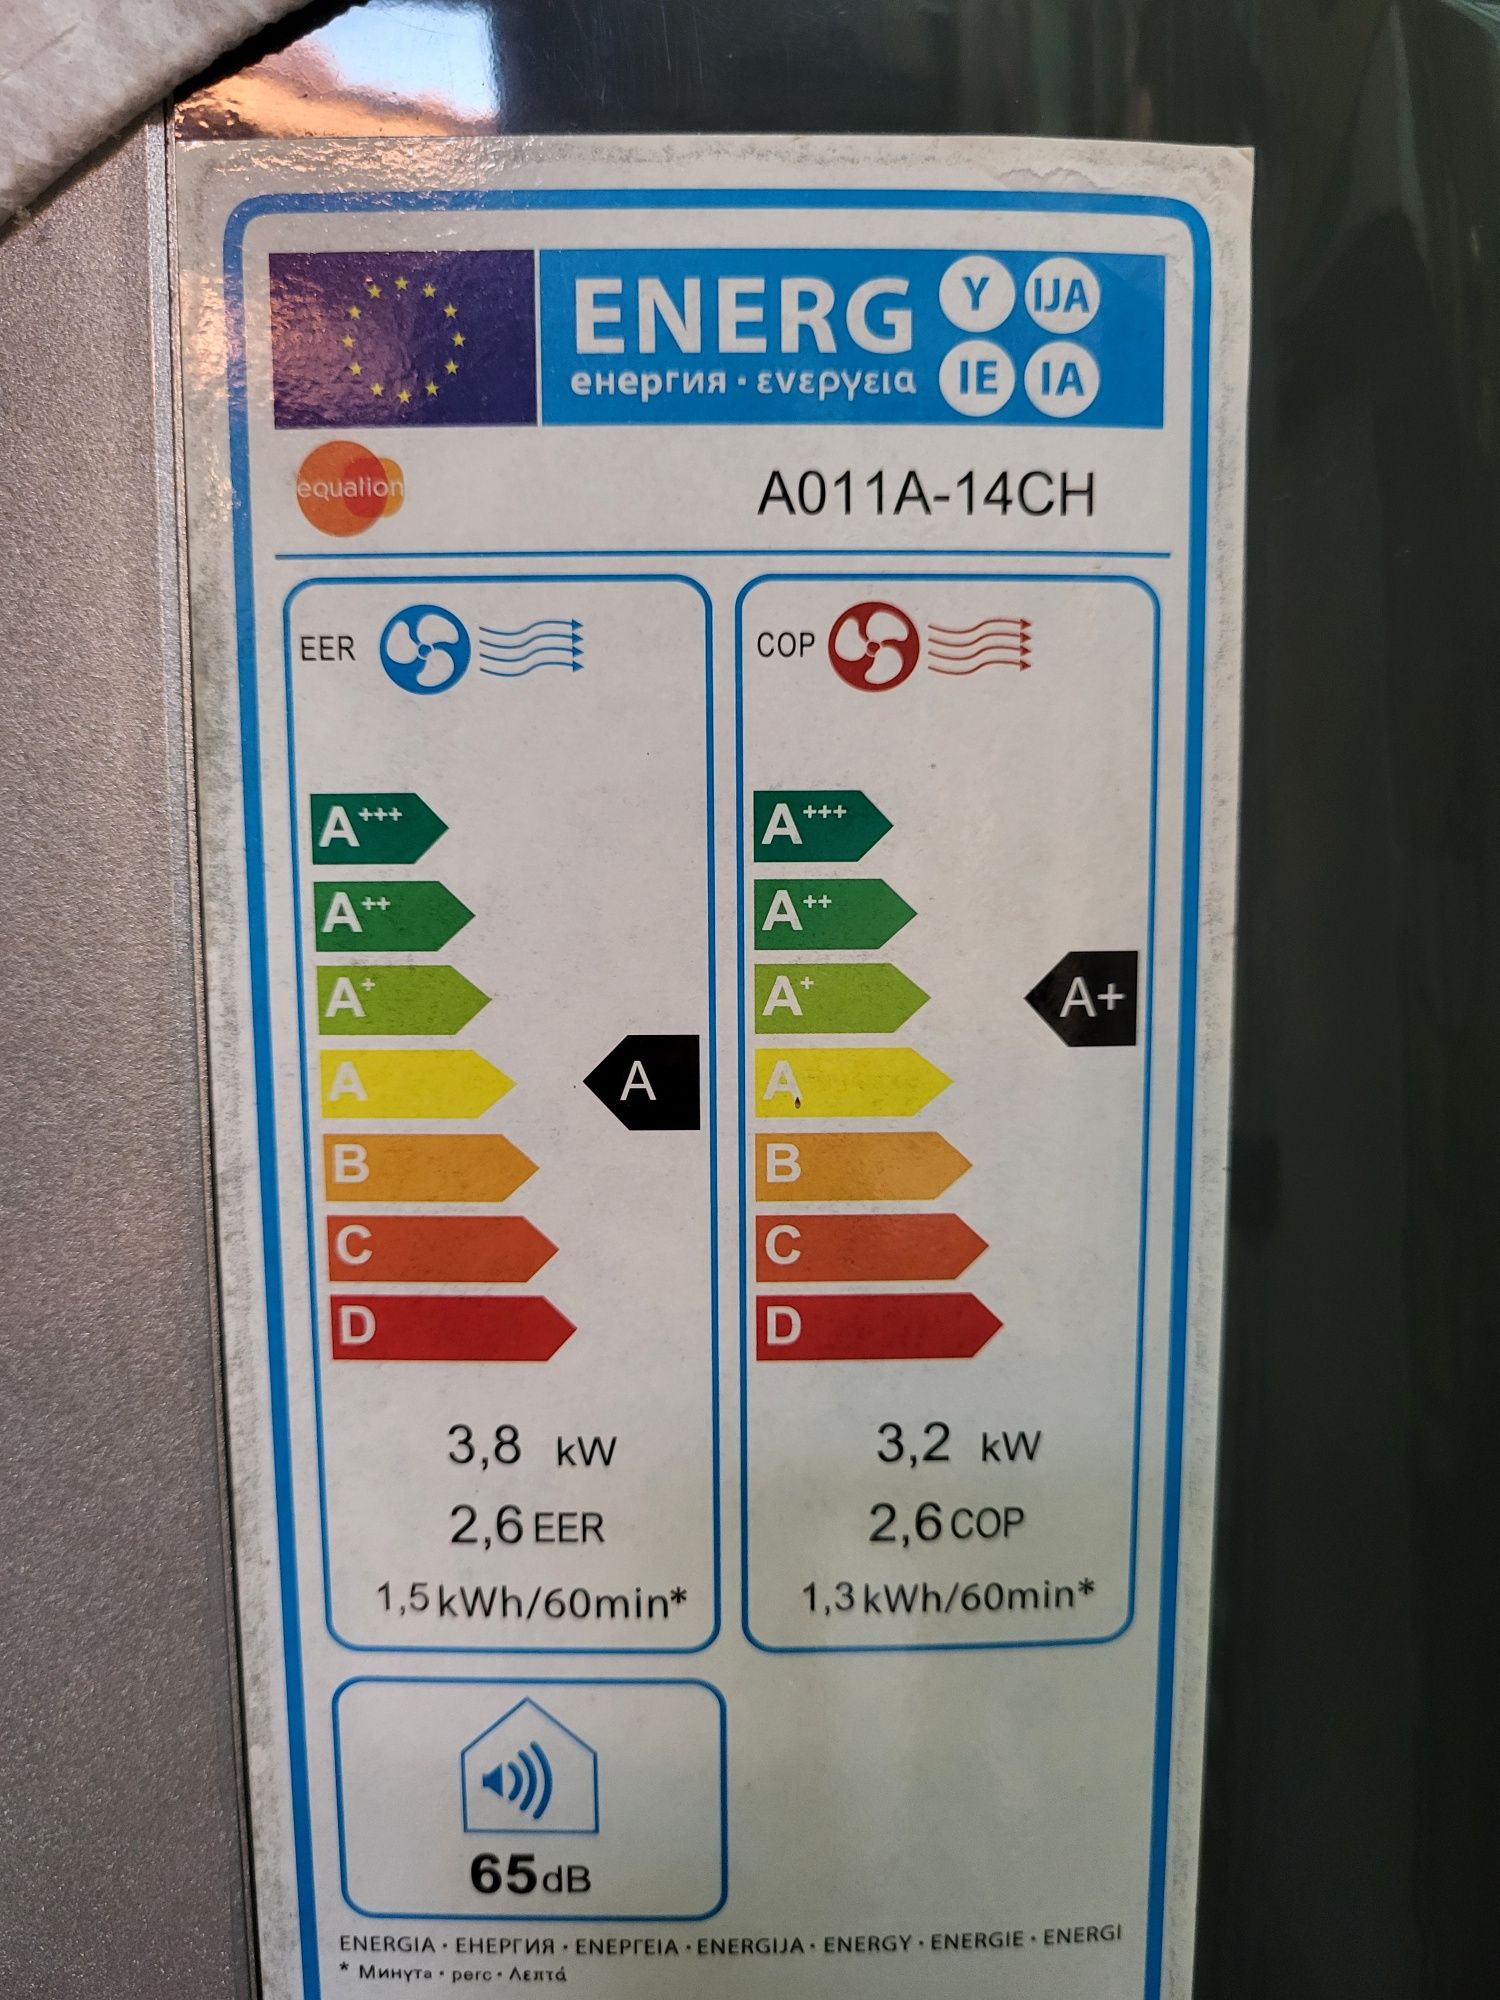 ENERG Y IJA
енергия · ενεργεια IE IA
equation
A011A-14CH
EER
A+++
A++
A+
A
B
C
D
A
3,8 kW
2,6 EER
1,5 kWh/60min*
COP
A+++
A++
A+
A
B
C
D
A+
3,2 kW
2,6 COP
1,3 kWh/60min*
65 dB
ENERGIA · ЕНЕРГИЯ · ΕΝΕΡΓΕΙΑ · ENERGIJA · ENERGY · ENERGIE · ENERGI
* Минута · perc · Λεπτά